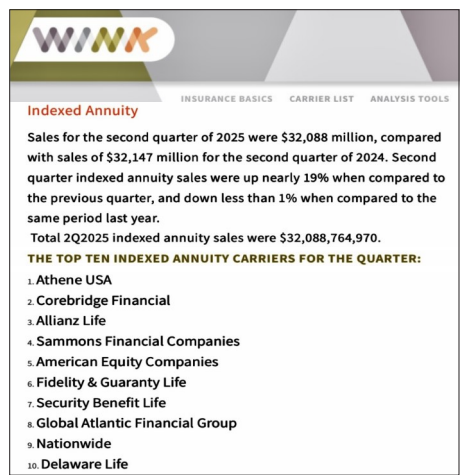 WINK
INSURANCE BASICS CARRIER LIST ANALYSIS TOOLS
Indexed Annuity
Sales for the second quarter of 2025 were $32,088 million, compared
with sales of $32,147 million for the second quarter of 2024. Second
quarter indexed annuity sales were up nearly 19% when compared to
the previous quarter, and down less than 1% when compared to the
same period last year.
Total 2Q2025 indexed annuity sales were $32,088,764,970.
THE TOP TEN INDEXED ANNUITY CARRIERS FOR THE QUARTER:
1. Athene USA
2. Corebridge Financial
3. Allianz Life
4. Sammons Financial Companies
5. American Equity Companies
6. Fidelity & Guaranty Life
7. Security Benefit Life
8. Global Atlantic Financial Group
9. Nationwide
10. Delaware Life